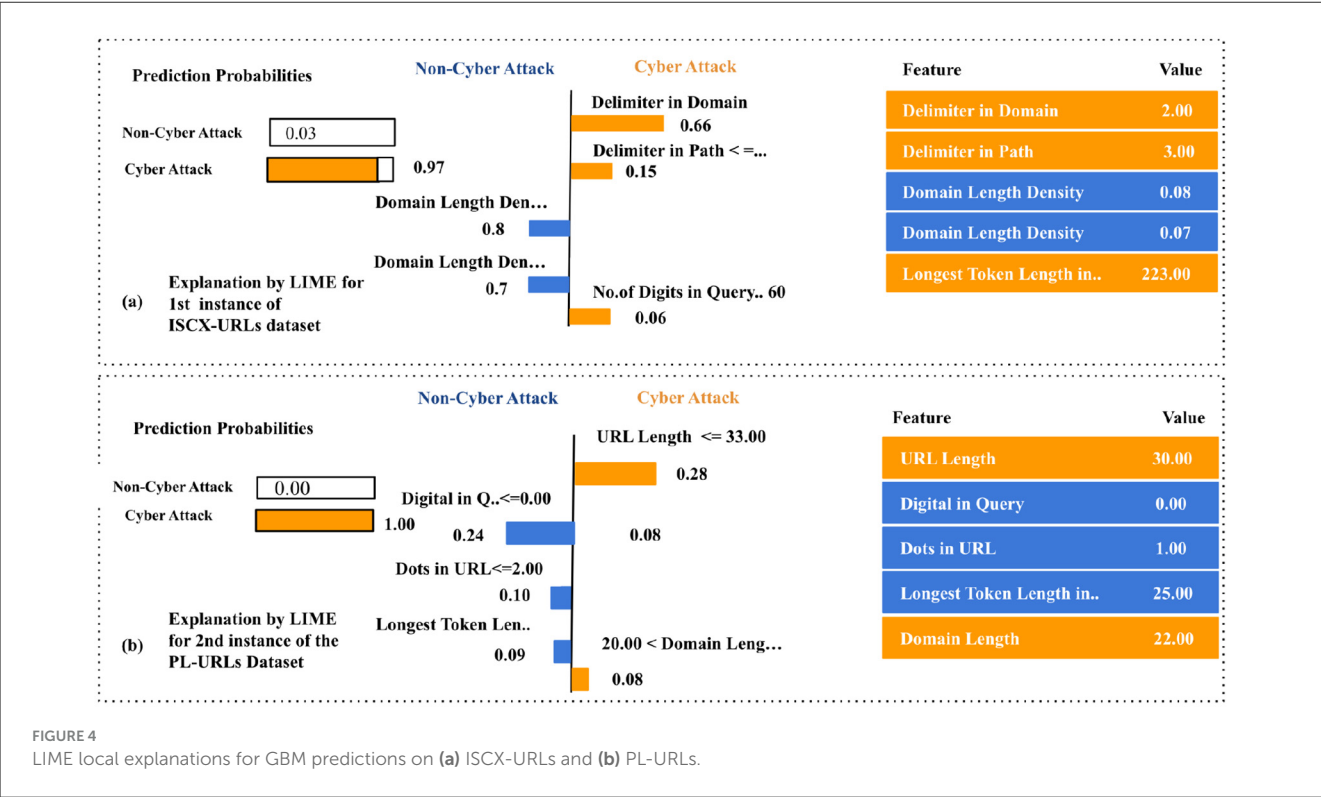 Prediction Probabilities
Non-Cyber Attack
0.03
Cyber Attack
0.97
Non-Cyber Attack
Cyber Attack
Delimiter in Domain
0.66
Delimiter in Path < =...
0.15
Domain Length Den...
0.8
Domain Length Den...
0.7
No.of Digits in Query.. 60
0.06
(a)
Explanation by LIME for
1st instance of
ISCX-URLs dataset
Feature Value
Delimiter in Domain 2.00
Delimiter in Path 3.00
Domain Length Density 0.08
Domain Length Density 0.07
Longest Token Length in.. 223.00
Prediction Probabilities
Non-Cyber Attack
0.00
Cyber Attack
1.00
Non-Cyber Attack
Cyber Attack
URL Length <= 33.00
0.28
Digital in Q..<=0.00
0.24
0.08
Dots in URL<=2.00
0.10
Longest Token Len..
0.09
20.00 < Domain Leng...
0.08
(b)
Explanation by LIME
for 2nd instance of the
PL-URLs Dataset
Feature Value
URL Length 30.00
Digital in Query 0.00
Dots in URL 1.00
Longest Token Length in.. 25.00
Domain Length 22.00
FIGURE 4
LIME local explanations for GBM predictions on (a) ISCX-URLs and (b) PL-URLs.